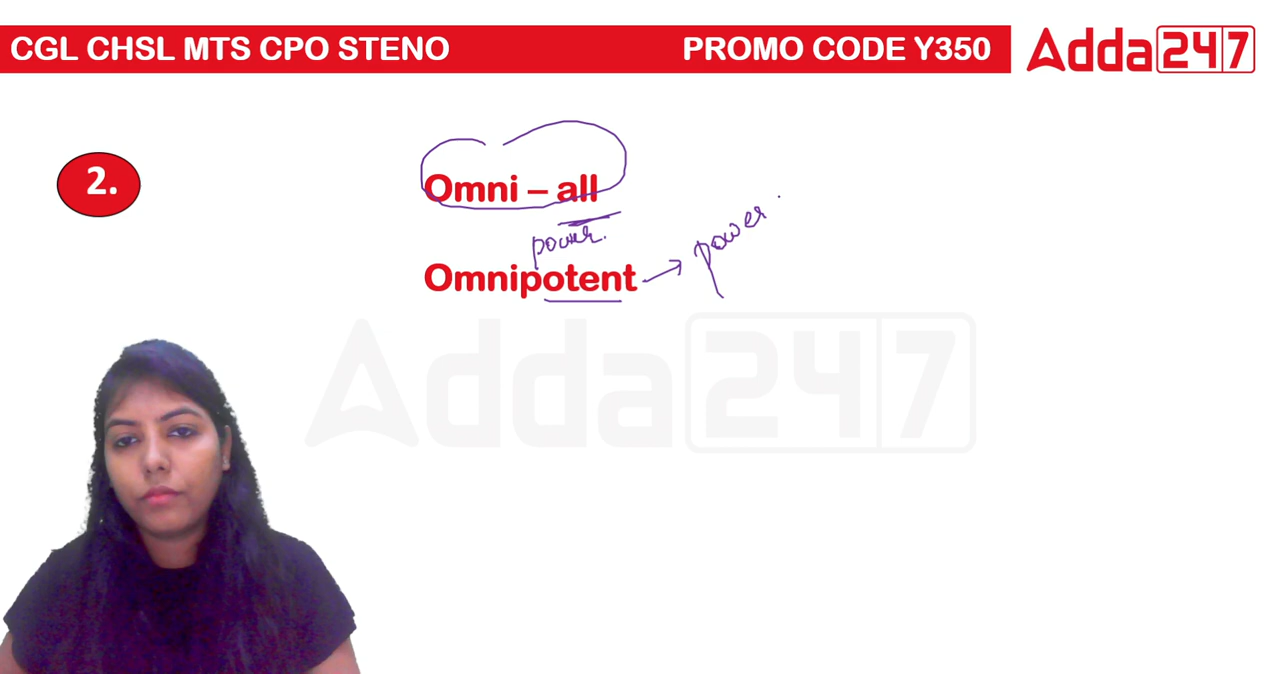 CGL CHSL MTS CPO STENO PROMO CODE Y350 Adda247
2.
Omni – all
power.
Omnipotent → power.
Adda247